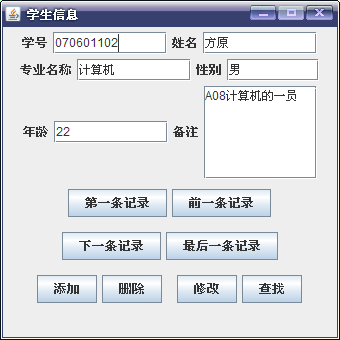 学生信息
学号 070601102 姓名 方原
专业名称 计算机 性别 男
年龄 22 备注 A08计算机的一员
第一条记录 前一条记录
下一条记录 最后一条记录
添加 删除 修改 查找